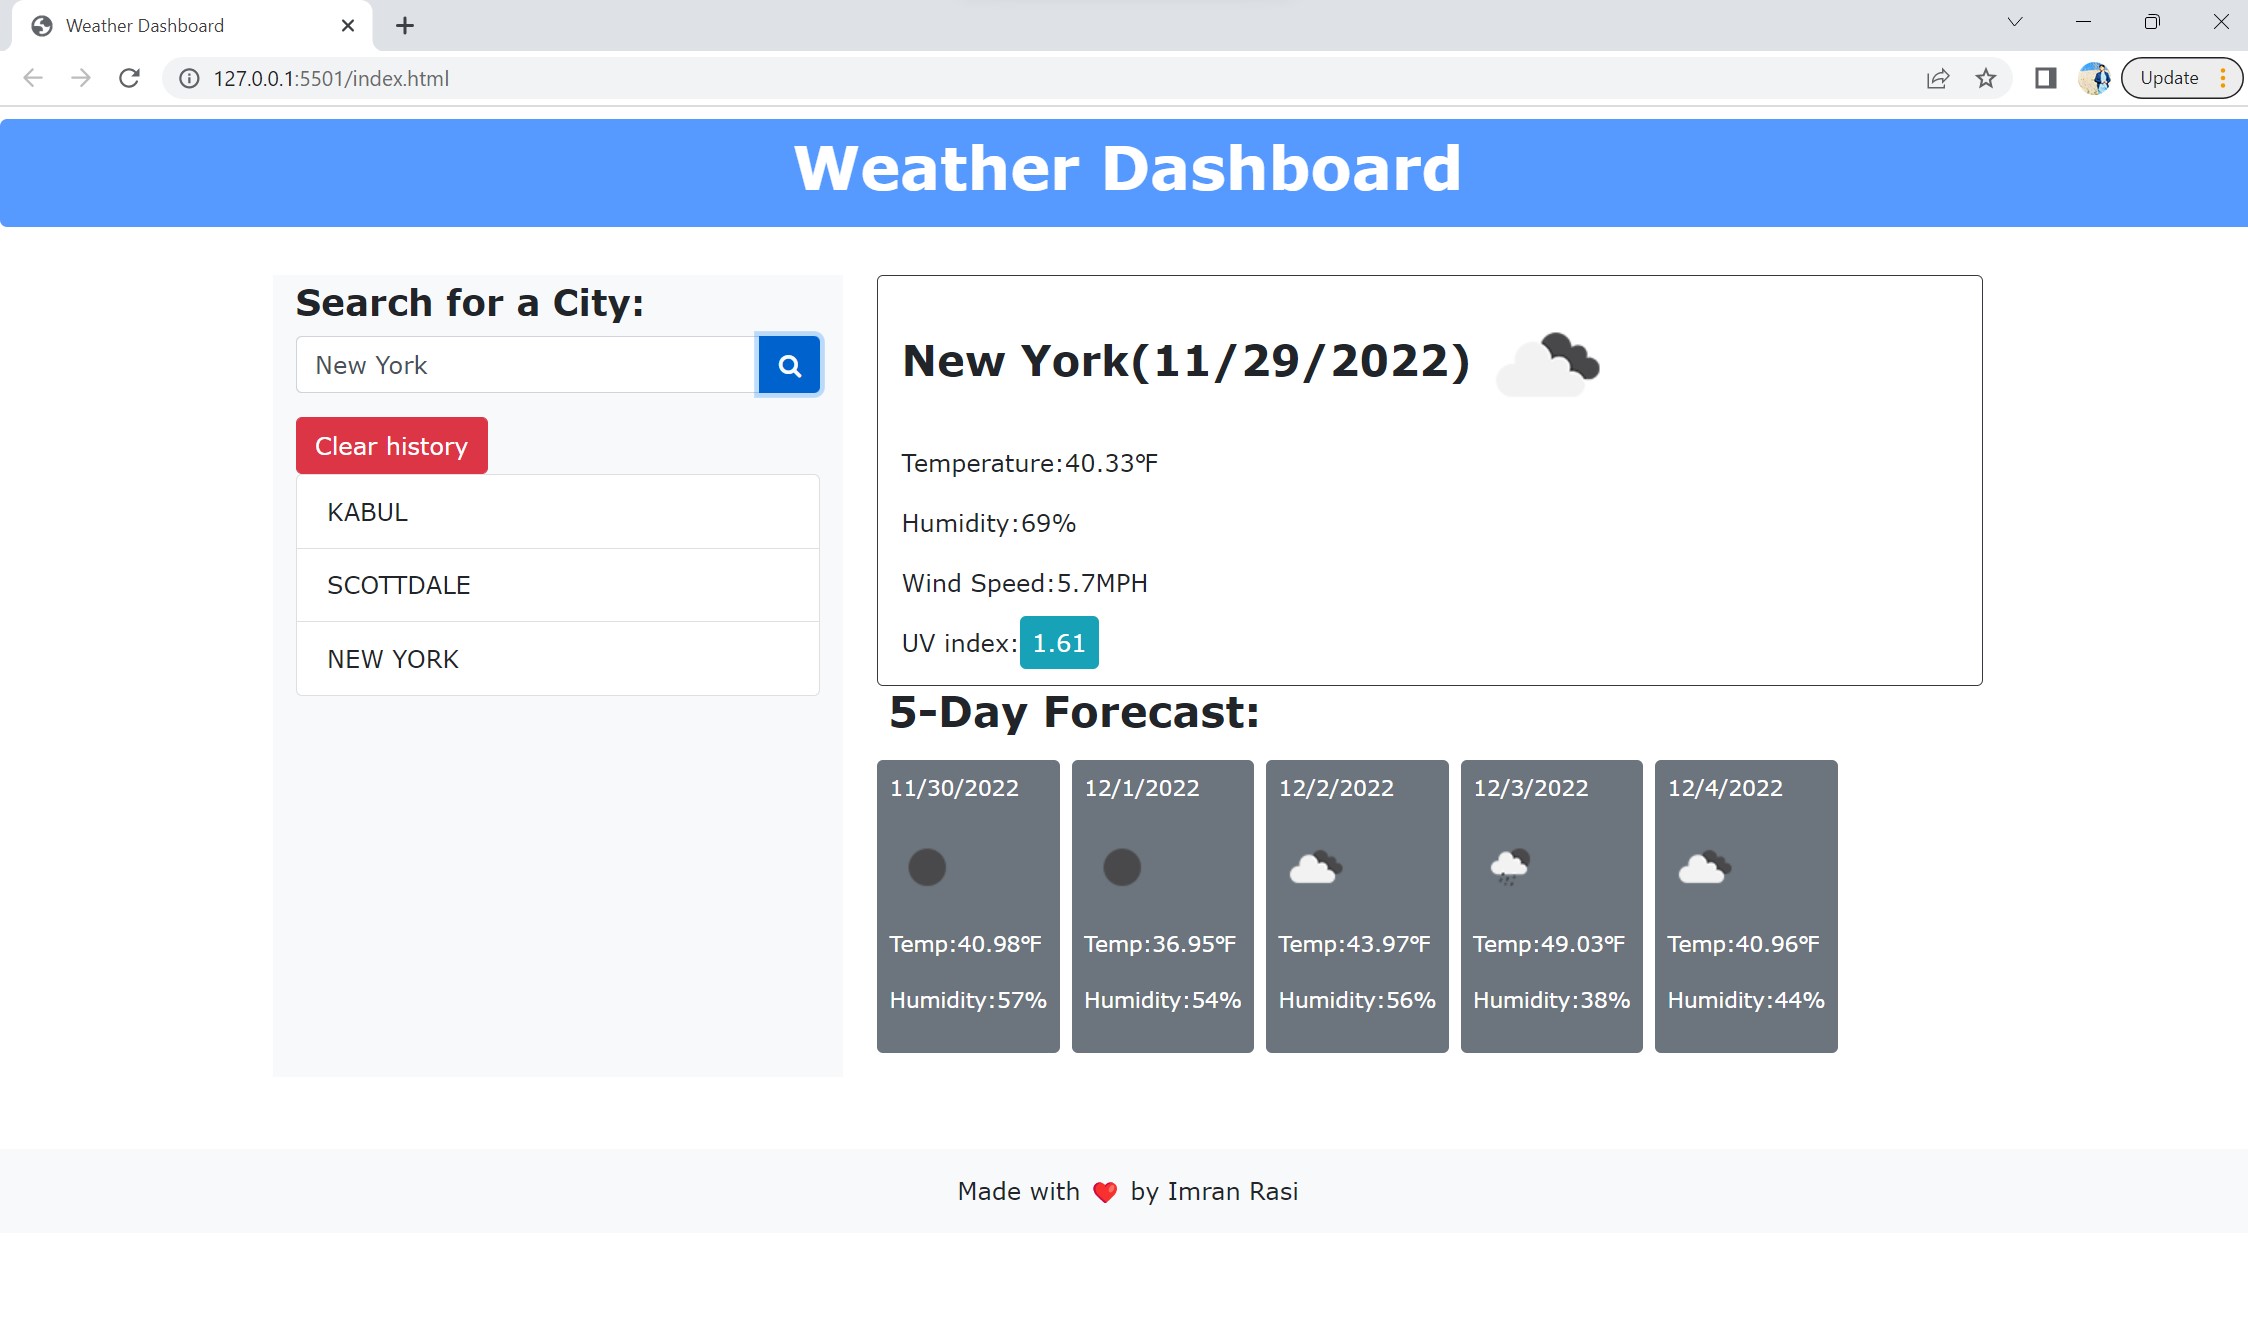 Weather Dashboard
127.0.0.1:5501/index.html
Update
Weather Dashboard
Search for a City:
New York
Clear history
KABUL
SCOTTDALE
NEW YORK
New York(11/29/2022)
Temperature:40.33℉
Humidity:69%
Wind Speed:5.7MPH
UV index: 1.61
5-Day Forecast:
11/30/2022
Temp:40.98℉
Humidity:57%
12/1/2022
Temp:36.95℉
Humidity:54%
12/2/2022
Temp:43.97℉
Humidity:56%
12/3/2022
Temp:49.03℉
Humidity:38%
12/4/2022
Temp:40.96℉
Humidity:44%
Made with ❤️ by Imran Rasi